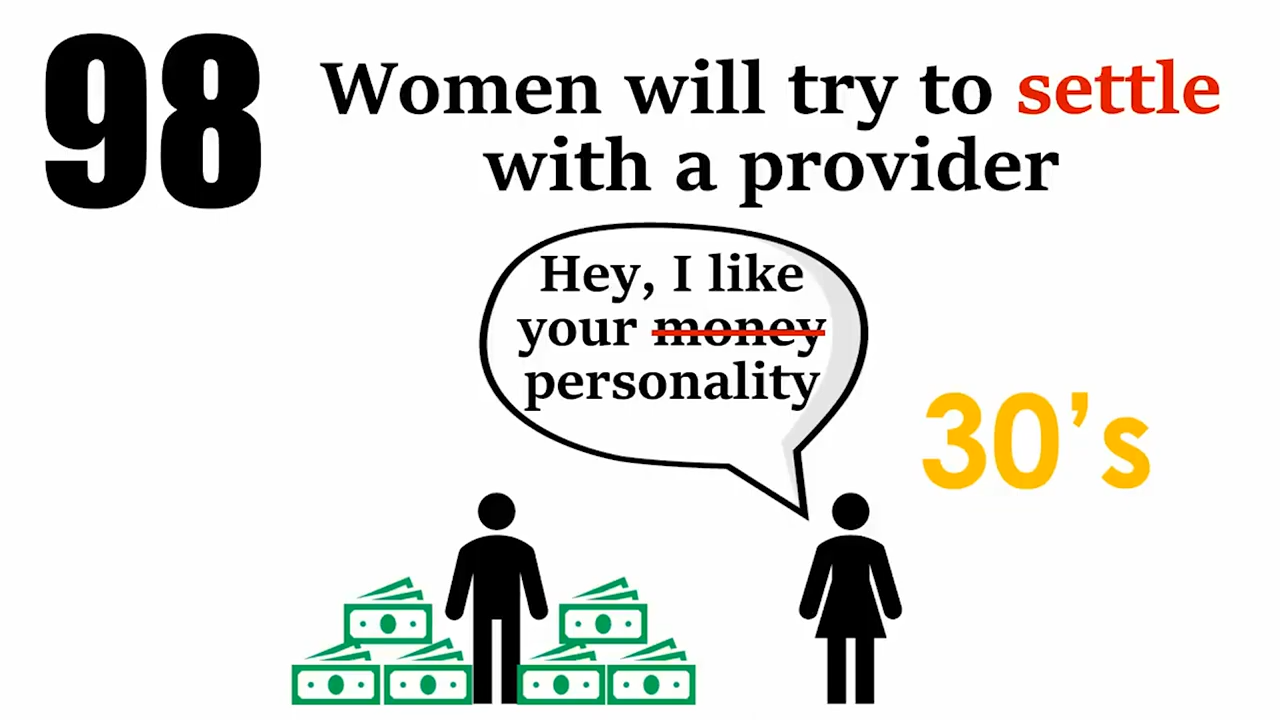 98
Women will try to settle
with a provider
Hey, I like
your money
personality
30's